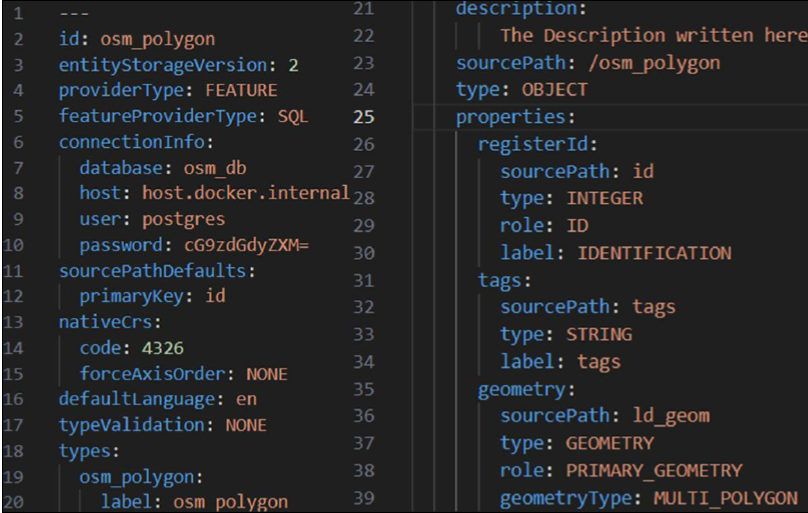 1 ---
2 id: osm_polygon
3 entityStorageVersion: 2
4 providerType: FEATURE
5 featureProviderType: SQL
6 connectionInfo:
7 database: osm_db
8 host: host.docker.internal
9 user: postgres
10 password: cG9zdGdyZXM=
11 sourcePathDefaults:
12 primaryKey: id
13 nativeCrs:
14 code: 4326
15 forceAxisOrder: NONE
16 defaultLanguage: en
17 typeValidation: NONE
18 types:
19 osm_polygon:
20 label: osm_polygon
21 description:
22 The Description written here
23 sourcePath: /osm_polygon
24 type: OBJECT
25 properties:
26 registerId:
27 sourcePath: id
28 type: INTEGER
29 role: ID
30 label: IDENTIFICATION
31 tags:
32 sourcePath: tags
33 type: STRING
34 label: tags
35 geometry:
36 sourcePath: ld_geom
37 type: GEOMETRY
38 role: PRIMARY_GEOMETRY
39 geometryType: MULTI_POLYGON